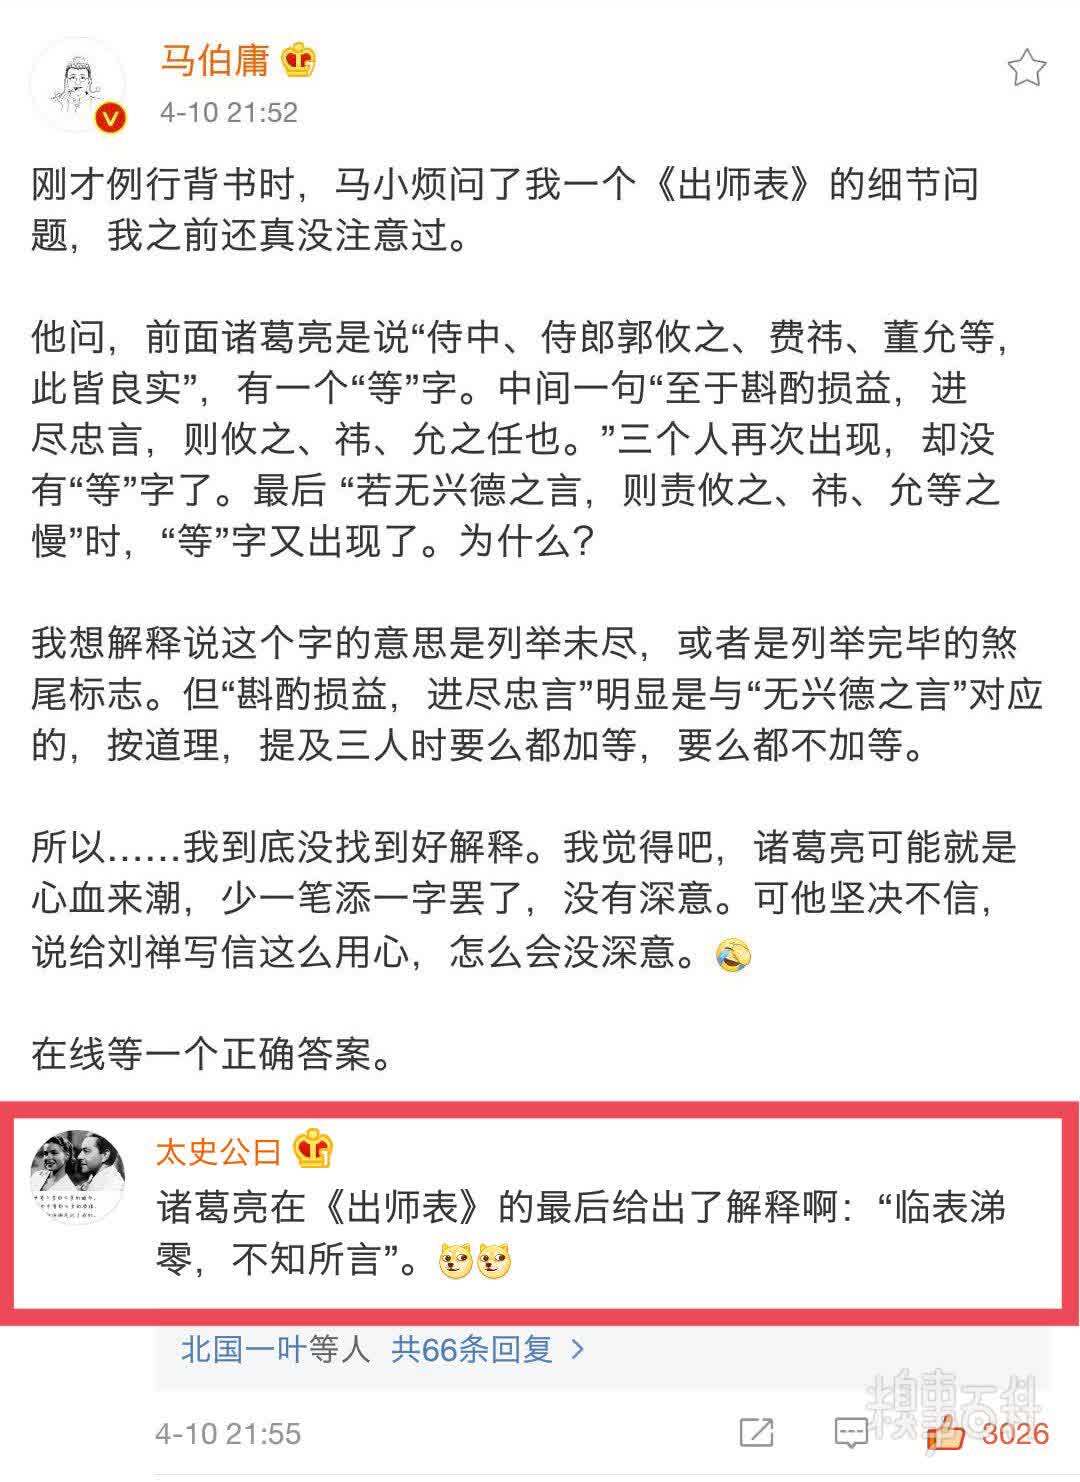 马伯庸
4-10 21:52
刚才例行背书时，马小烦问了我一个《出师表》的细节问
题，我之前还真没注意过。
他问，前面诸葛亮是说“侍中、侍郎郭攸之、费祎、董允等，
此皆良实”，有一个“等”字。中间一句“至于斟酌损益，进
尽忠言，则攸之、祎、允之任也。”三个人再次出现，却没
有“等”字了。最后 “若无兴德之言，则责攸之、祎、允等之
慢”时，“等”字又出现了。为什么？
我想解释说这个字的意思是列举未尽，或者是列举完毕的煞
尾标志。但“斟酌损益，进尽忠言”明显是与“无兴德之言”对应
的，按道理，提及三人时要么都加等，要么都不加等。
所以……我到底没找到好解释。我觉得吧，诸葛亮可能就是
心血来潮，少一笔添一字罢了，没有深意。可他坚决不信，
说给刘禅写信这么用心，怎么会没深意。
在线等一个正确答案。
太史公曰
诸葛亮在《出师表》的最后给出了解释啊：“临表涕
零，不知所言”。
北国一叶等人 共66条回复 >
糗事百科
4-10 21:55
3026